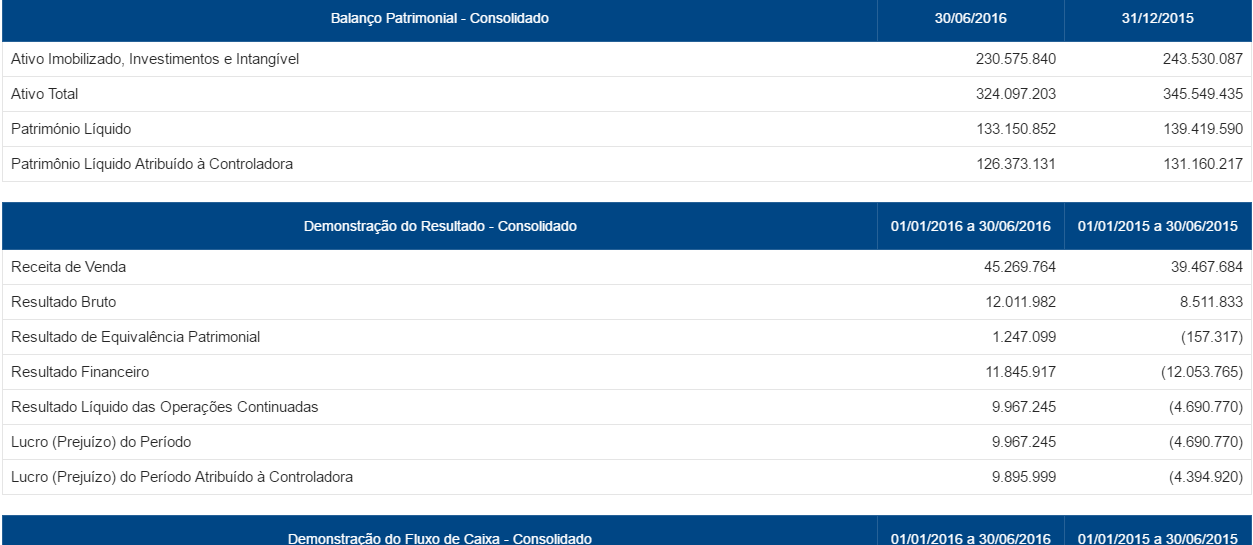 Balanço Patrimonial - Consolidado 30/06/2016 31/12/2015
Ativo Imobilizado, Investimentos e Intangível 230.575.840 243.530.087
Ativo Total 324.097.203 345.549.435
Património Líquido 133.150.852 139.419.590
Patrimônio Líquido Atribuído à Controladora 126.373.131 131.160.217
Demonstração do Resultado - Consolidado 01/01/2016 a 30/06/2016 01/01/2015 a 30/06/2015
Receita de Venda 45.269.764 39.467.684
Resultado Bruto 12.011.982 8.511.833
Resultado de Equivalência Patrimonial 1.247.099 (157.317)
Resultado Financeiro 11.845.917 (12.053.765)
Resultado Líquido das Operações Continuadas 9.967.245 (4.690.770)
Lucro (Prejuízo) do Período 9.967.245 (4.690.770)
Lucro (Prejuízo) do Período Atribuído à Controladora 9.895.999 (4.394.920)
Demonstração do Fluxo de Caixa - Consolidado 01/01/2016 a 30/06/2016 01/01/2015 a 30/06/2015